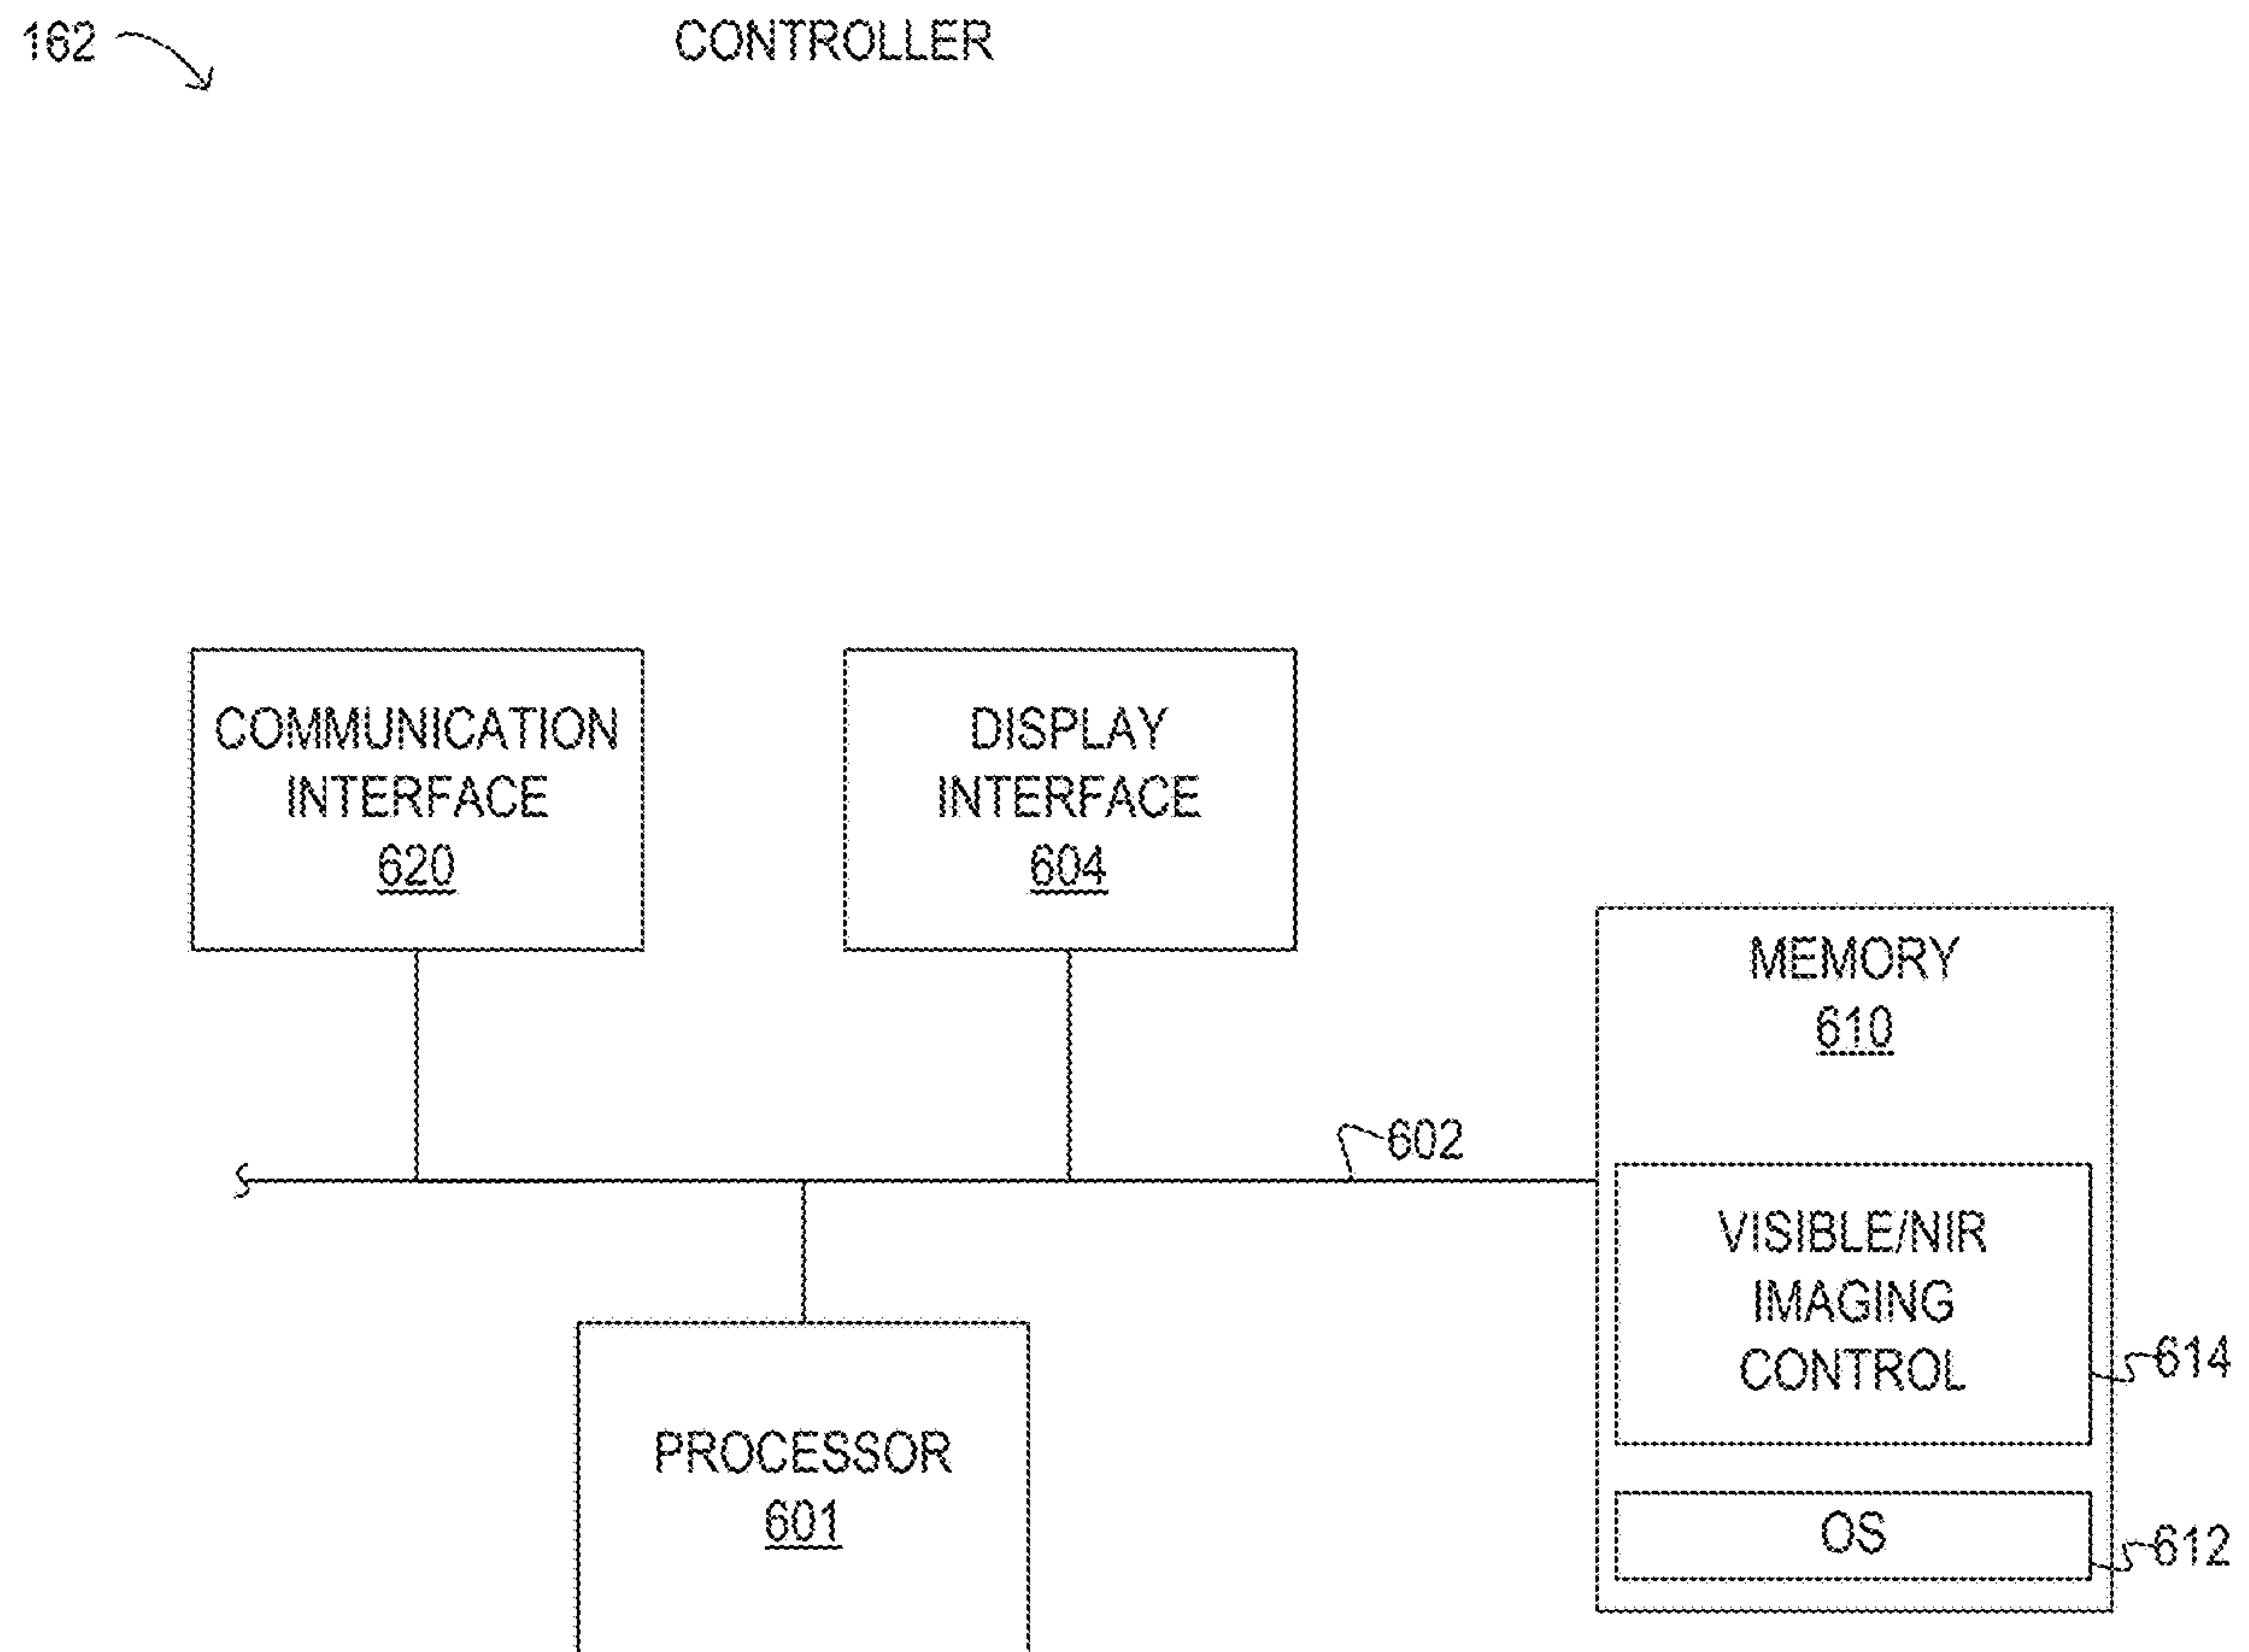 162
CONTROLLER
COMMUNICATION
INTERFACE
620
DISPLAY
INTERFACE
604
MEMORY
610
602
VISIBLE/NIR
IMAGING
CONTROL
614
PROCESSOR
601
OS
612